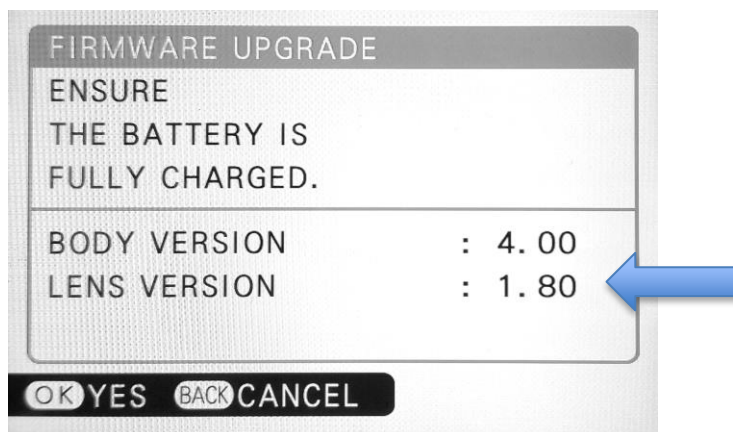 FIRMWARE UPGRADE
ENSURE
THE BATTERY IS
FULLY CHARGED.
BODY VERSION : 4.00
LENS VERSION : 1.80
OK YES BACK CANCEL